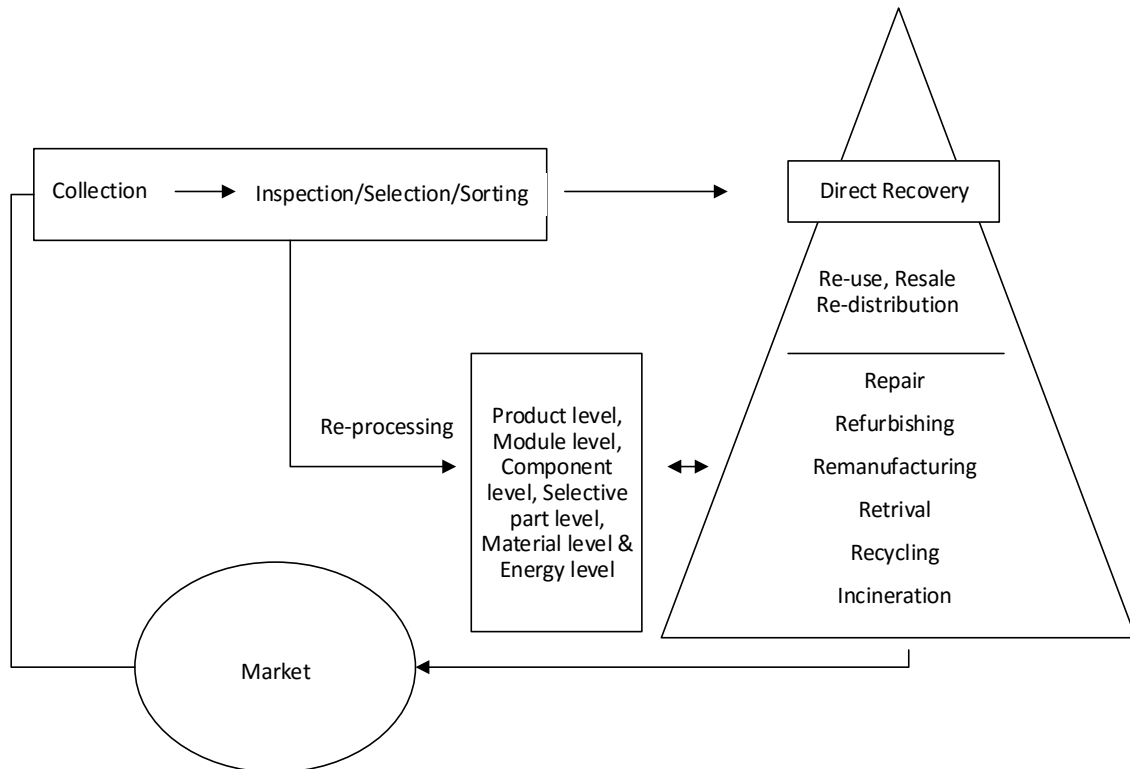 Collection
Inspection/Selection/Sorting
Direct Recovery
Re-use, Resale
Re-distribution
Re-processing
Product level,
Module level,
Component
level, Selective
part level,
Material level &
Energy level
Repair
Refurbishing
Remanufacturing
Retrival
Recycling
Incineration
Market